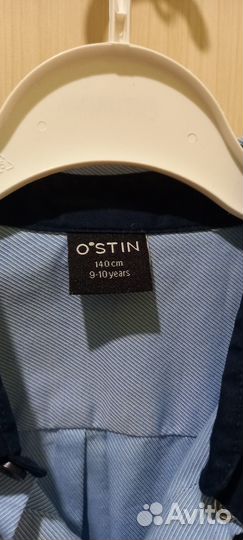 O'STIN
140 cm
9-10 years
Avito